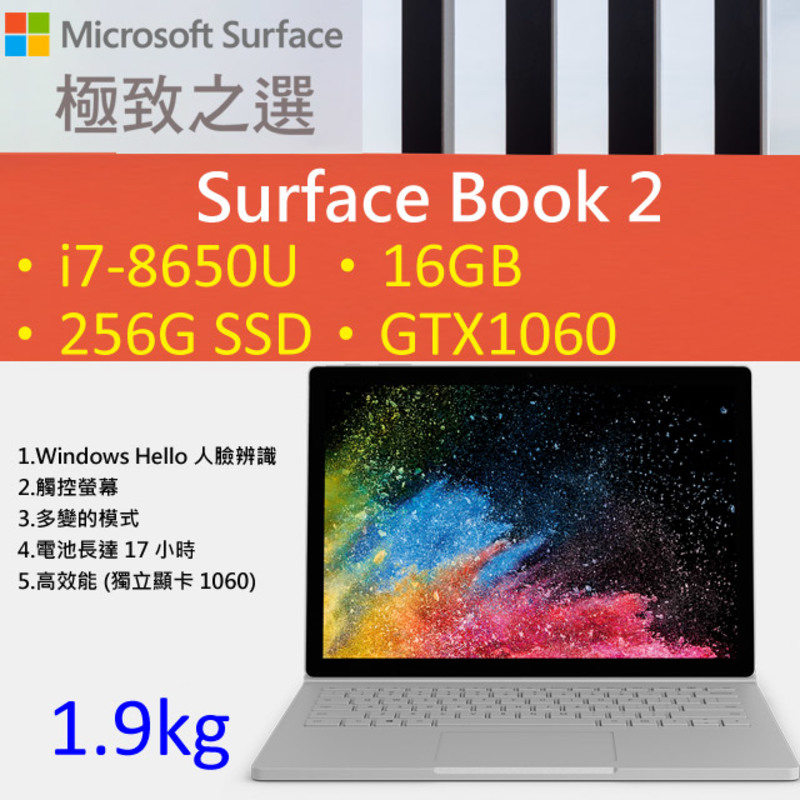 Microsoft Surface
極致之選
Surface Book 2
• i7-8650U • 16GB
• 256G SSD • GTX1060
1.Windows Hello 人臉辨識
2.觸控螢幕
3.多變的模式
4.電池長達 17 小時
5.高效能 (獨立顯卡 1060)
1.9kg